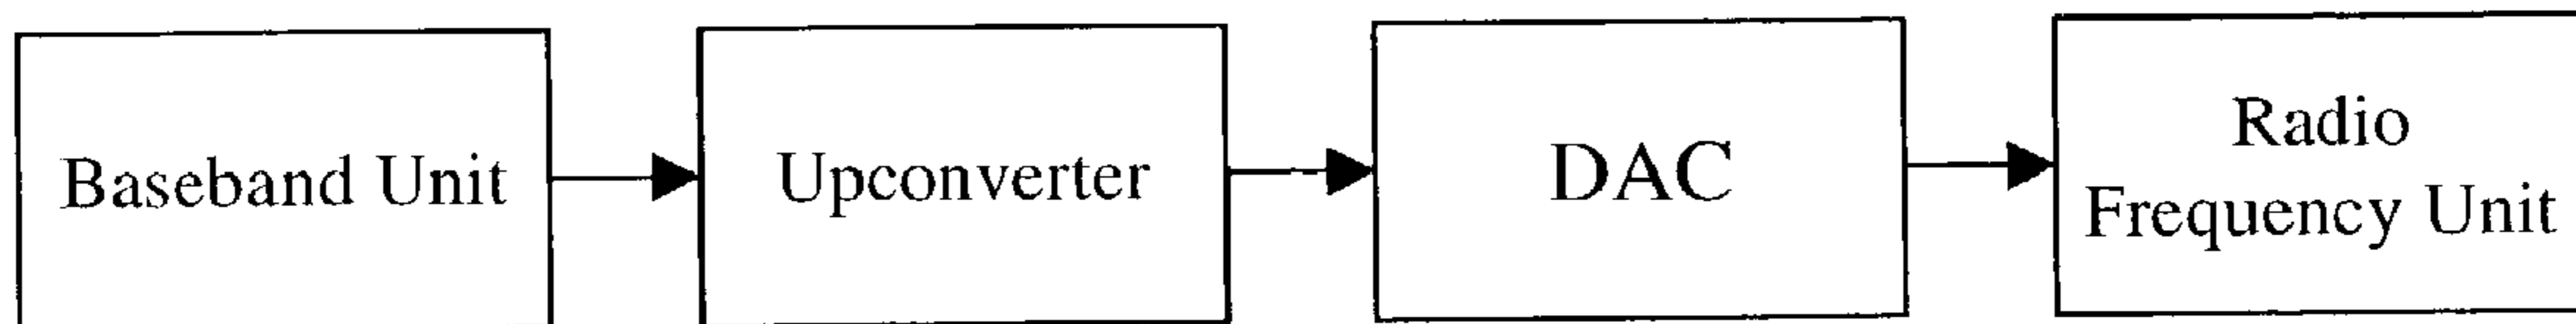 Baseband Unit
Upconverter
DAC
Radio
Frequency Unit